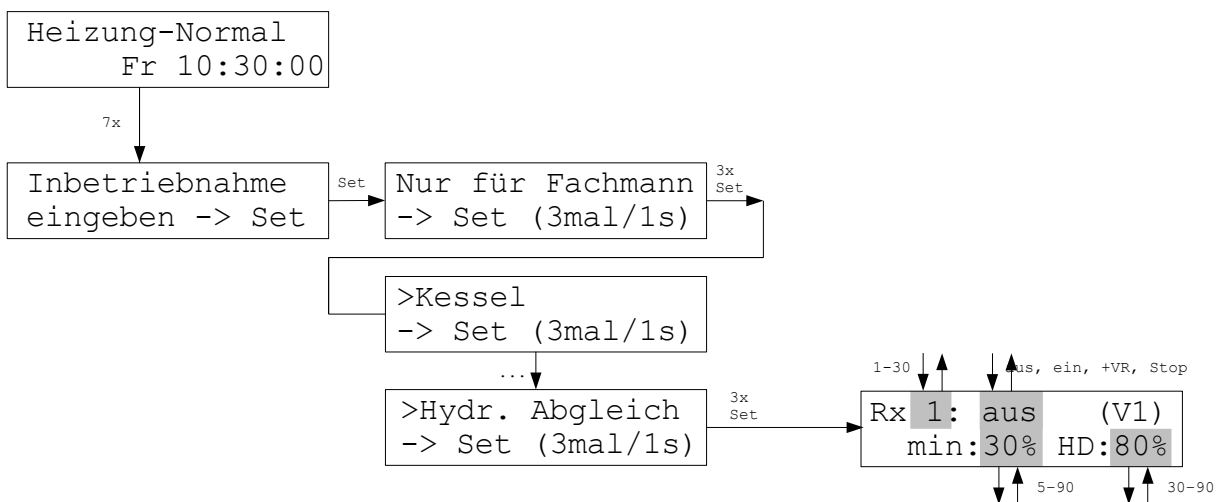 Heizung-Normal
Fr 10:30:00
7x
Inbetriebnahme
eingeben -> Set
Set
Nur für Fachmann
-> Set (3mal/1s)
3x
Set
>Kessel
-> Set (3mal/1s)
...
>Hydr. Abgleich
-> Set (3mal/1s)
3x
Set
1-30
aus, ein, +VR, Stop
Rx 1: aus (V1)
min:30% HD:80%
5-90
30-90